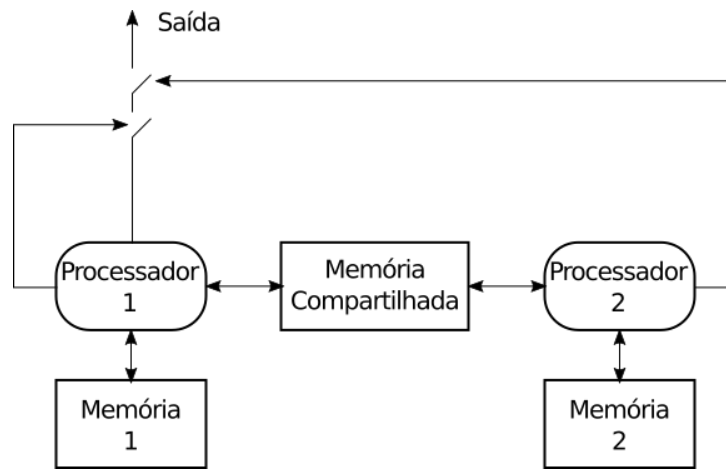 Saída
Processador
1
Memória
Compartilhada
Processador
2
Memória
1
Memória
2